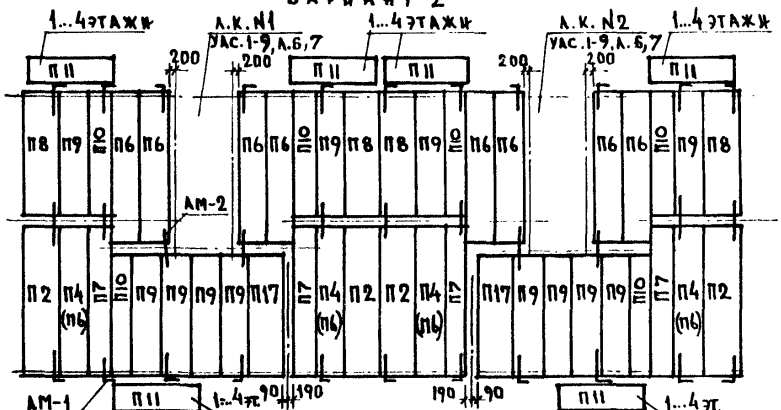 ВАРИАНТ 2
1...4 ЭТАЖИ А.К. №1 1...4 ЭТАЖИ А.К. №2 1...4 ЭТАЖИ
УЛС. 1-9, Л.Б, 7 УЛС. 1-9, Л.Б, 7
П11 200 200 П11 П11 200 200 П11
П8 П9 П10 П6 П6 П6 П6 П10 П9 П8 П8 П9 П10 П6 П6 П6 П6 П10 П9 П8
АМ-2
П2 П4 П7 П10 П9 П9 П9 П9 П17 П7 П4 П2 П2 П4 П7 П17 П9 П9 П9 П9 П10 П7 П4 П2
(П6) (П6) (П6) (П6)
АМ-1 П11 1...4 ЭТ. 90 190 190 90 П11 1...4 ЭТ.